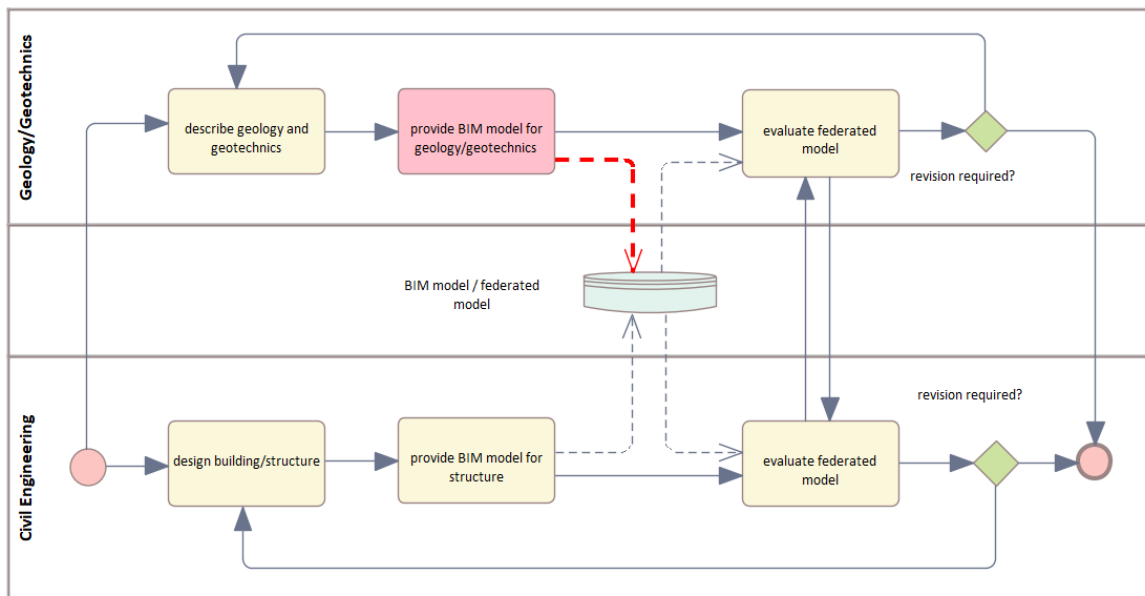 Geology/Geotechnics
describe geology and
geotechnics
provide BIM model for
geology/geotechnics
evaluate federated
model
revision required?
BIM model / federated
model
Civil Engineering
design building/structure
provide BIM model for
structure
evaluate federated
model
revision required?